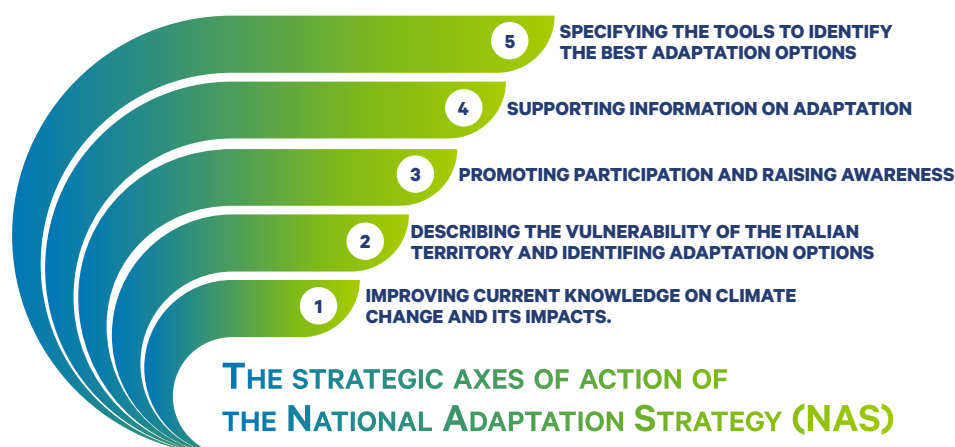 5 SPECIFYING THE TOOLS TO IDENTIFY
THE BEST ADAPTATION OPTIONS
4 SUPPORTING INFORMATION ON ADAPTATION
3 PROMOTING PARTICIPATION AND RAISING AWARENESS
2 DESCRIBING THE VULNERABILITY OF THE ITALIAN
TERRITORY AND IDENTIFING ADAPTATION OPTIONS
1 IMPROVING CURRENT KNOWLEDGE ON CLIMATE
CHANGE AND ITS IMPACTS.
THE STRATEGIC AXES OF ACTION OF
THE NATIONAL ADAPTATION STRATEGY (NAS)